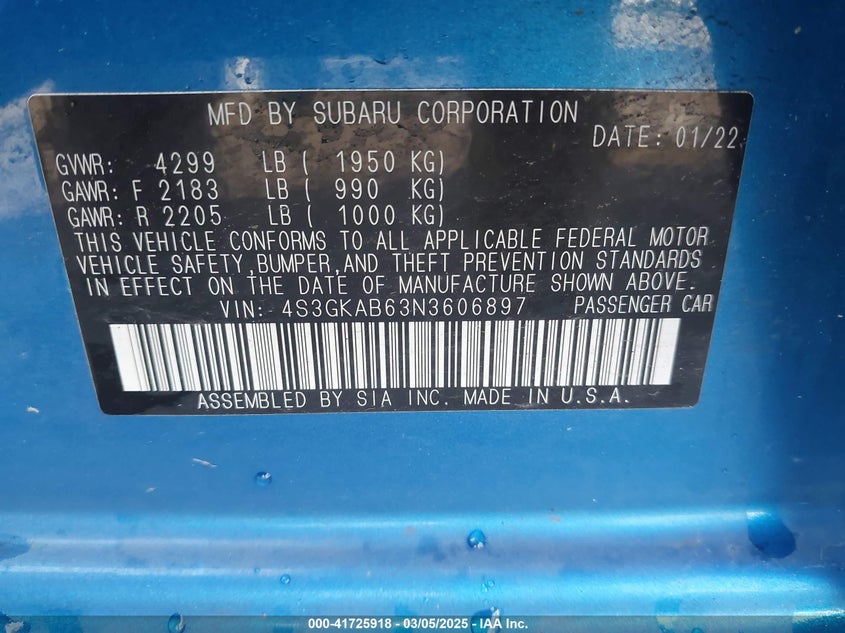 MFD BY SUBARU CORPORATION
DATE: 01/22
GVWR: 4299 LB ( 1950 KG)
GAWR: F 2183 LB ( 990 KG)
GAWR: R 2205 LB ( 1000 KG)
THIS VEHICLE CONFORMS TO ALL APPLICABLE FEDERAL MOTOR
VEHICLE SAFETY, BUMPER, AND THEFT PREVENTION STANDARDS
IN EFFECT ON THE DATE OF MANUFACTURE SHOWN ABOVE.
VIN: 4S3GKAB63N3606897 PASSENGER CAR
ASSEMBLED BY SIA INC. MADE IN U.S.A.
000-41725918 - 03/05/2025 - IAA Inc.